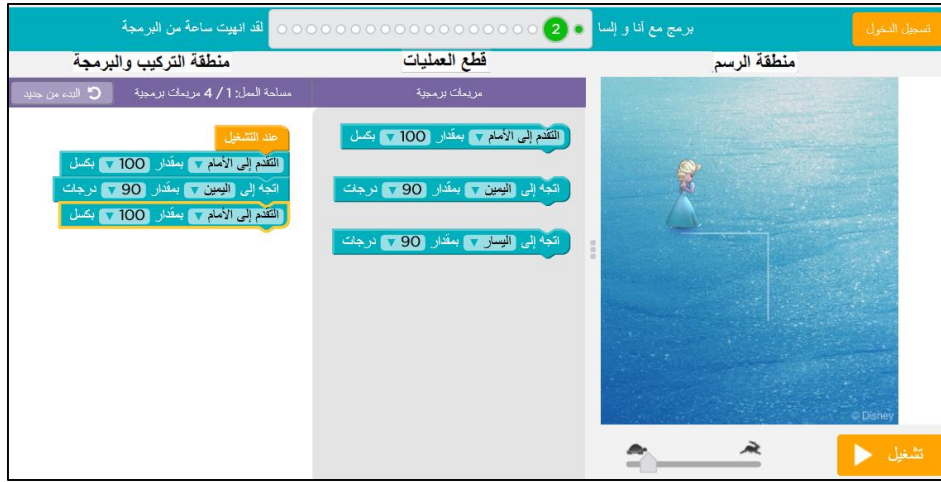 تسجيل الدخول
برمج مع آنا و إلسا
2
لقد انهيت ساعة من البرمجة
منطقة الرسم
قطع العمليات
منطقة التركيب والبرمجة
مربعات برمجية
مساحة العمل: 1 / 4 مربعات برمجية
البدء من جديد
التقدم إلى الأمام بمقدار 100 بكسل
اتجه إلى اليمين بمقدار 90 درجات
اتجه إلى اليسار بمقدار 90 درجات
عند التشغيل
التقدم إلى الأمام بمقدار 100 بكسل
اتجه إلى اليمين بمقدار 90 درجات
التقدم إلى الأمام بمقدار 100 بكسل
© Disney
تشغيل